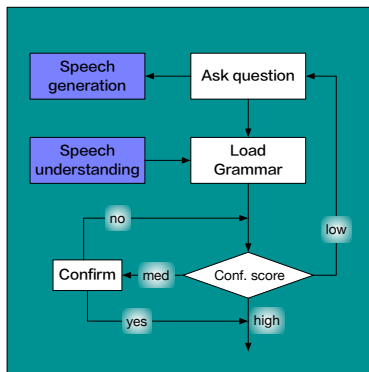 Speech
generation
Ask question
Speech
understanding
Load
Grammar
no
low
Confirm
med
Conf. score
yes
high